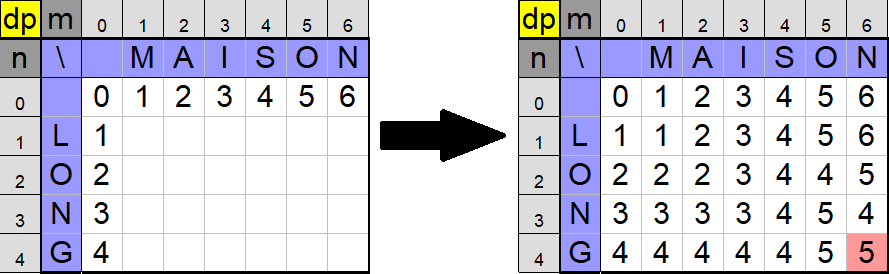 dp m 0 1 2 3 4 5 6 dp m 0 1 2 3 4 5 6
n \ M A I S O N n \ M A I S O N
0 0 1 2 3 4 5 6 0 0 1 2 3 4 5 6
1 L 1 1 L 1 1 2 3 4 5 6
2 O 2 2 O 2 2 2 3 4 4 5
3 N 3 3 N 3 3 3 3 4 5 4
4 G 4 4 G 4 4 4 4 4 5 5